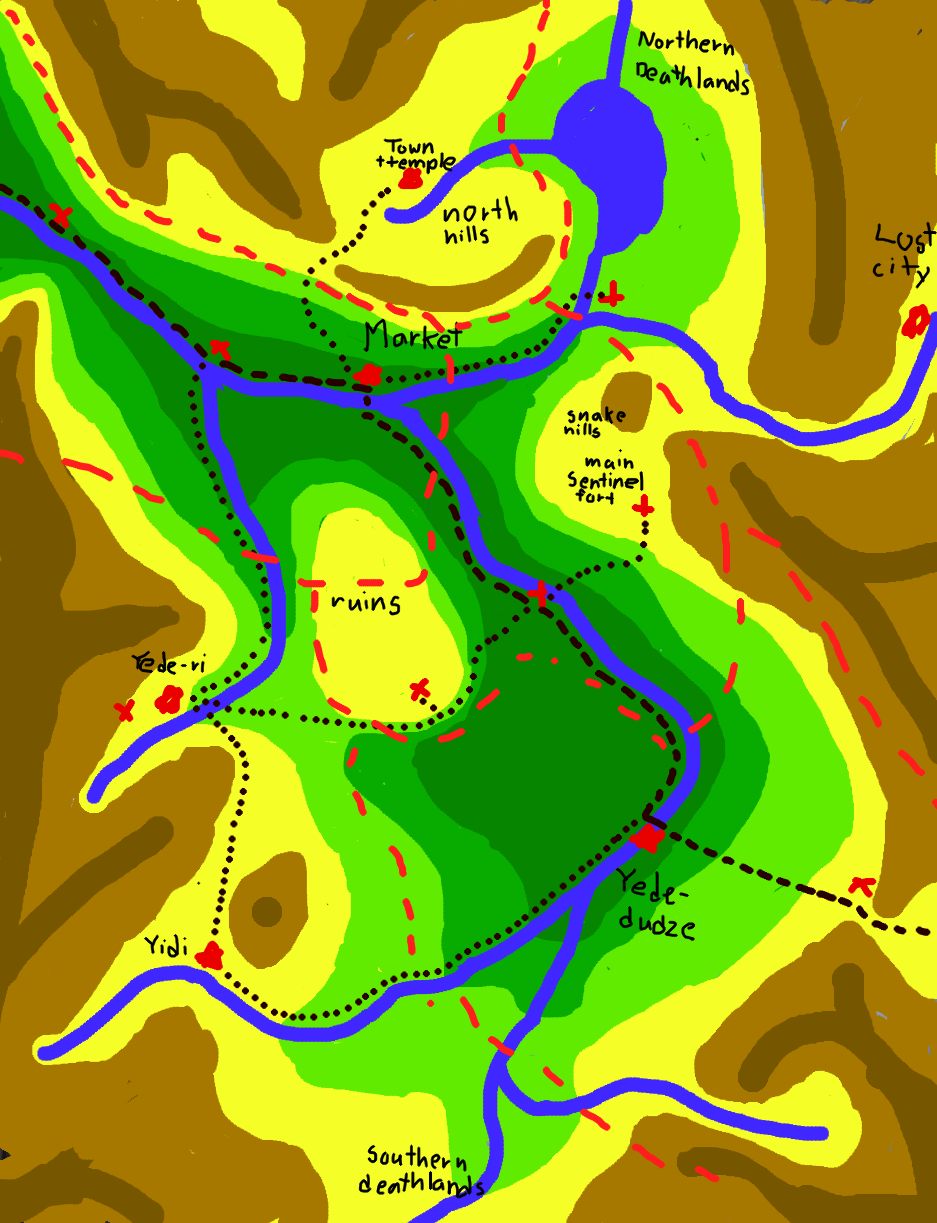 Northern
Deathlands
Town
+temple
north
hills
Lost
city
Market
snake
hills
main
Sentinel
fort
ruins
Yede-ri
Yede-
dudze
Yidi
Southern
deathlands